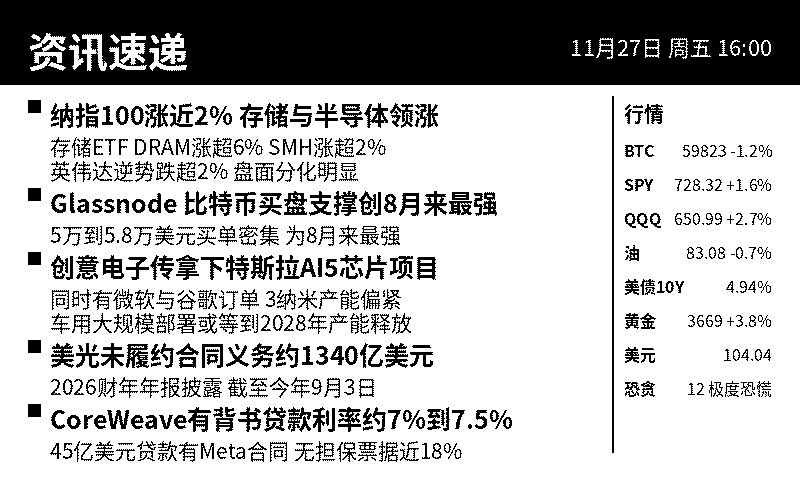 资讯速递
11月27日 周五 16:00
纳指100涨近2% 存储与半导体领涨
存储ETF DRAM涨超6% SMH涨超2%
英伟达逆势跌超2% 盘面分化明显
Glassnode 比特币买盘支撑创8月来最强
5万到5.8万美元买单密集 为8月来最强
创意电子传拿下特斯拉AI5芯片项目
同时有微软与谷歌订单 3纳米产能偏紧
车用大规模部署或等到2028年产能释放
美光未履约合同义务约1340亿美元
2026财年年报披露 截至今年9月3日
CoreWeave有背书贷款利率约7%到7.5%
45亿美元贷款有Meta合同 无担保票据近18%
行情
BTC 59823 -1.2%
SPY 728.32 +1.6%
QQQ 650.99 +2.7%
油 83.08 -0.7%
美债10Y 4.94%
黄金 3669 +3.8%
美元 104.04
恐贪 12 极度恐慌